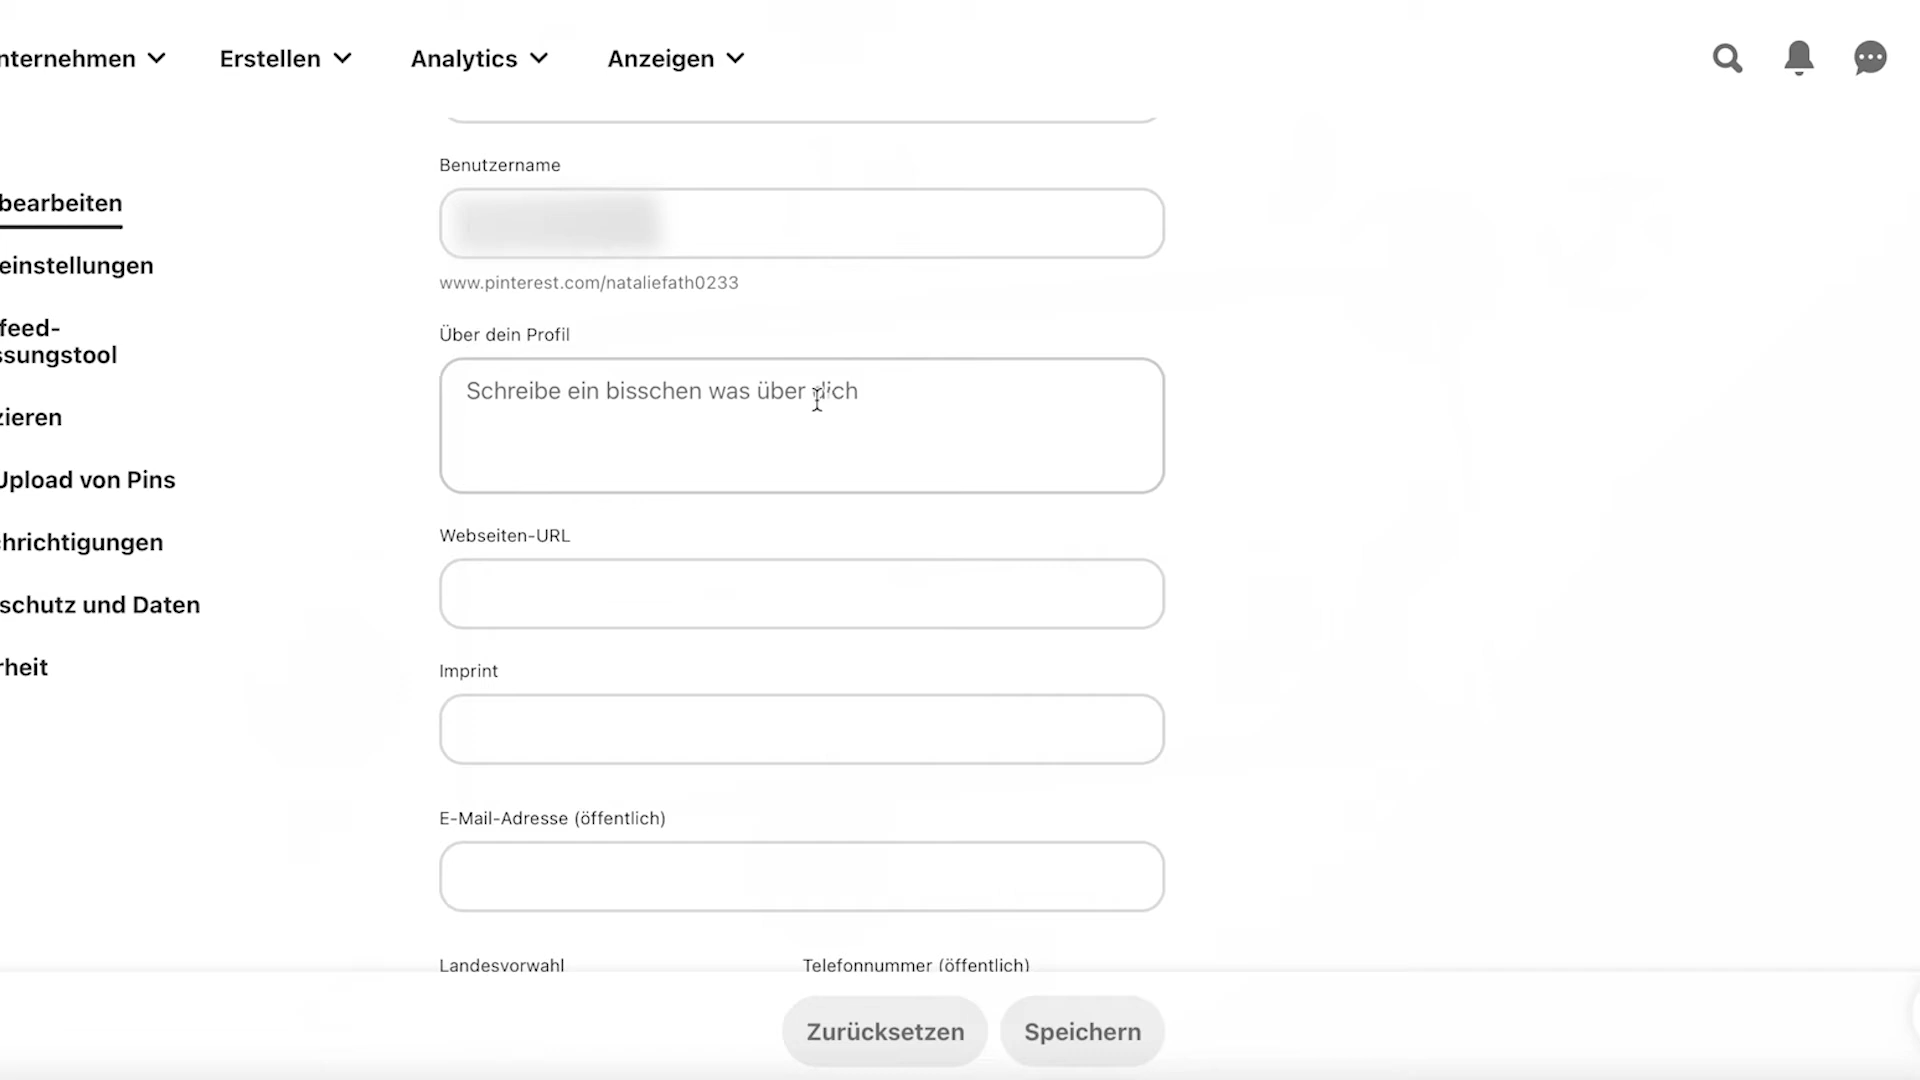 nternehmen
Erstellen
Analytics
Anzeigen
bearbeiten
einstellungen
feed-
ssungstool
zieren
Upload von Pins
chrichtigungen
schutz und Daten
rheit
Benutzername
www.pinterest.com/nataliefath0233
Über dein Profil
Schreibe ein bisschen was über dich
Webseiten-URL
Imprint
E-Mail-Adresse (öffentlich)
Landesvorwahl
Telefonnummer (öffentlich)
Zurücksetzen
Speichern